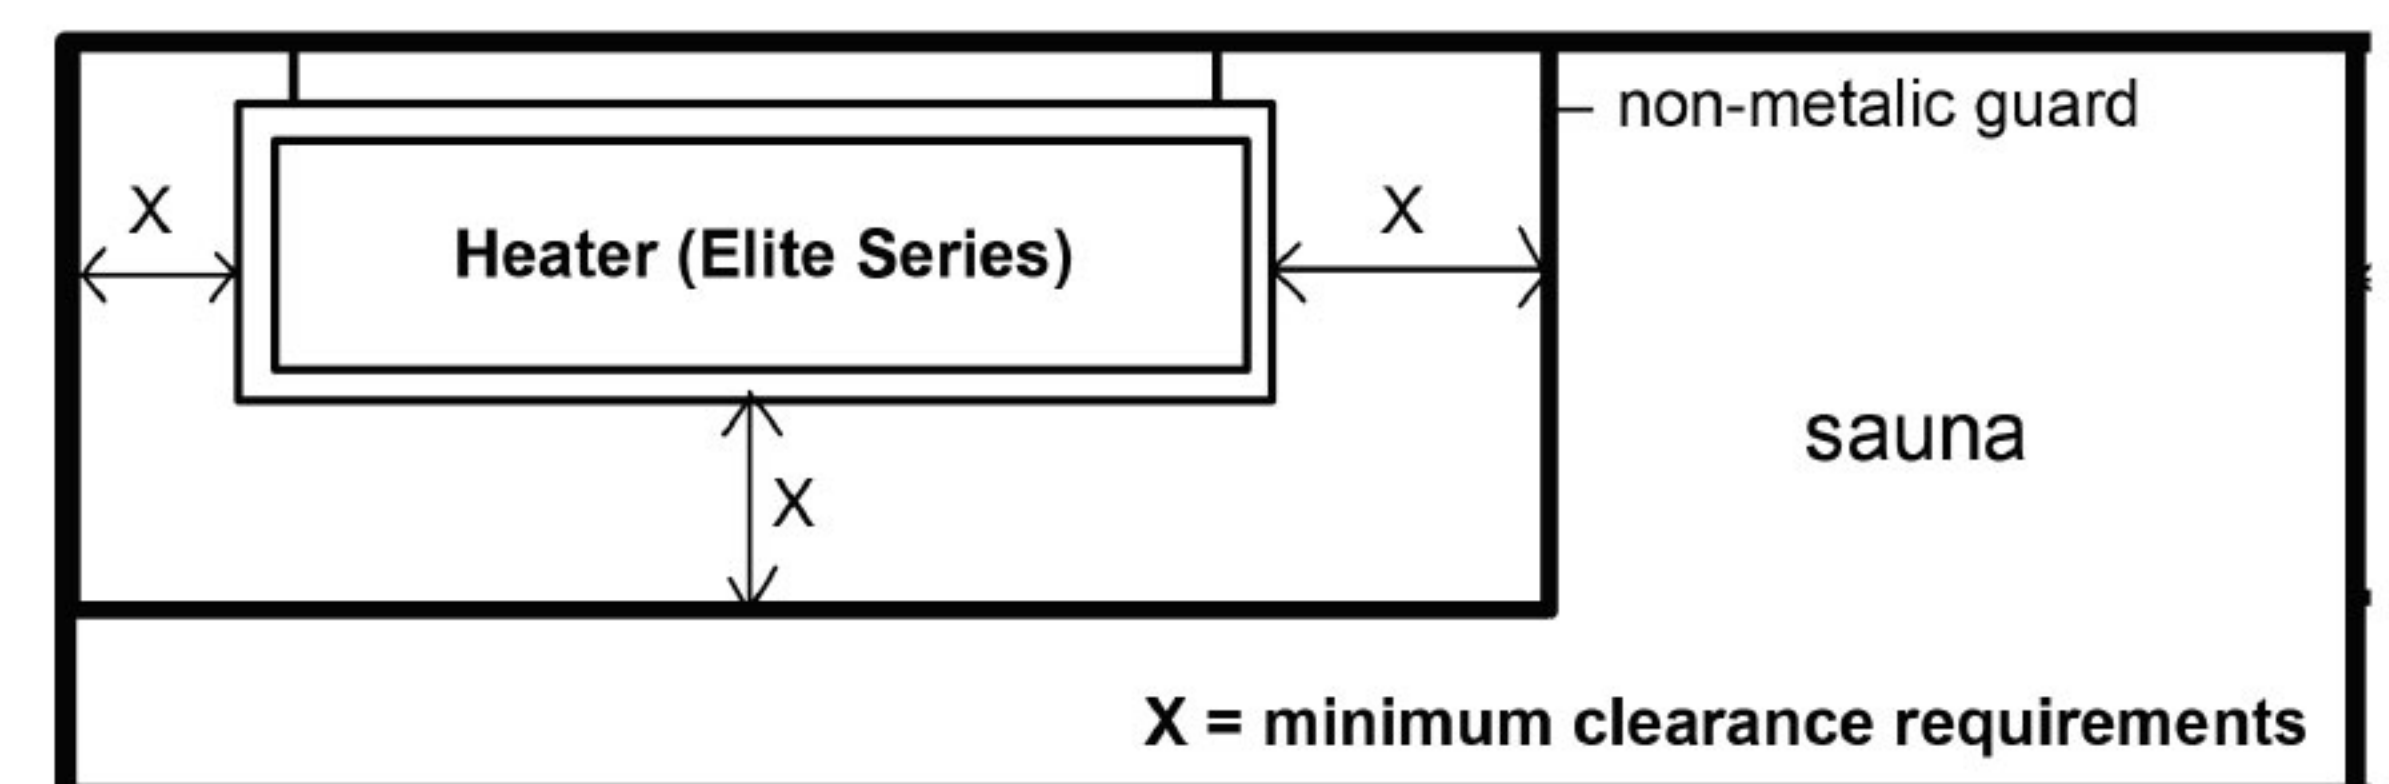 non-metalic guard
X
X
Heater (Elite Series)
sauna
X
X = minimum clearance requirements